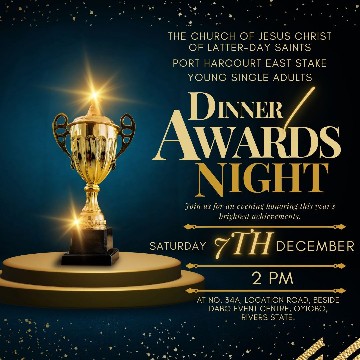 THE CHURCH OF JESUS CHRIST
OF LATTER-DAY SAINTS
PORT HARCOURT EAST STAKE
YOUNG SINGLE ADULTS
DINNER/
AWARDS
NIGHT
Join us for an evening honoring this year's
brightest achievements.
SATURDAY 7TH DECEMBER
2 PM
AT NO. 34A, LOCATION ROAD, BESIDE
DABO EVENT CENTRE, OYIGBO,
RIVERS STATE.